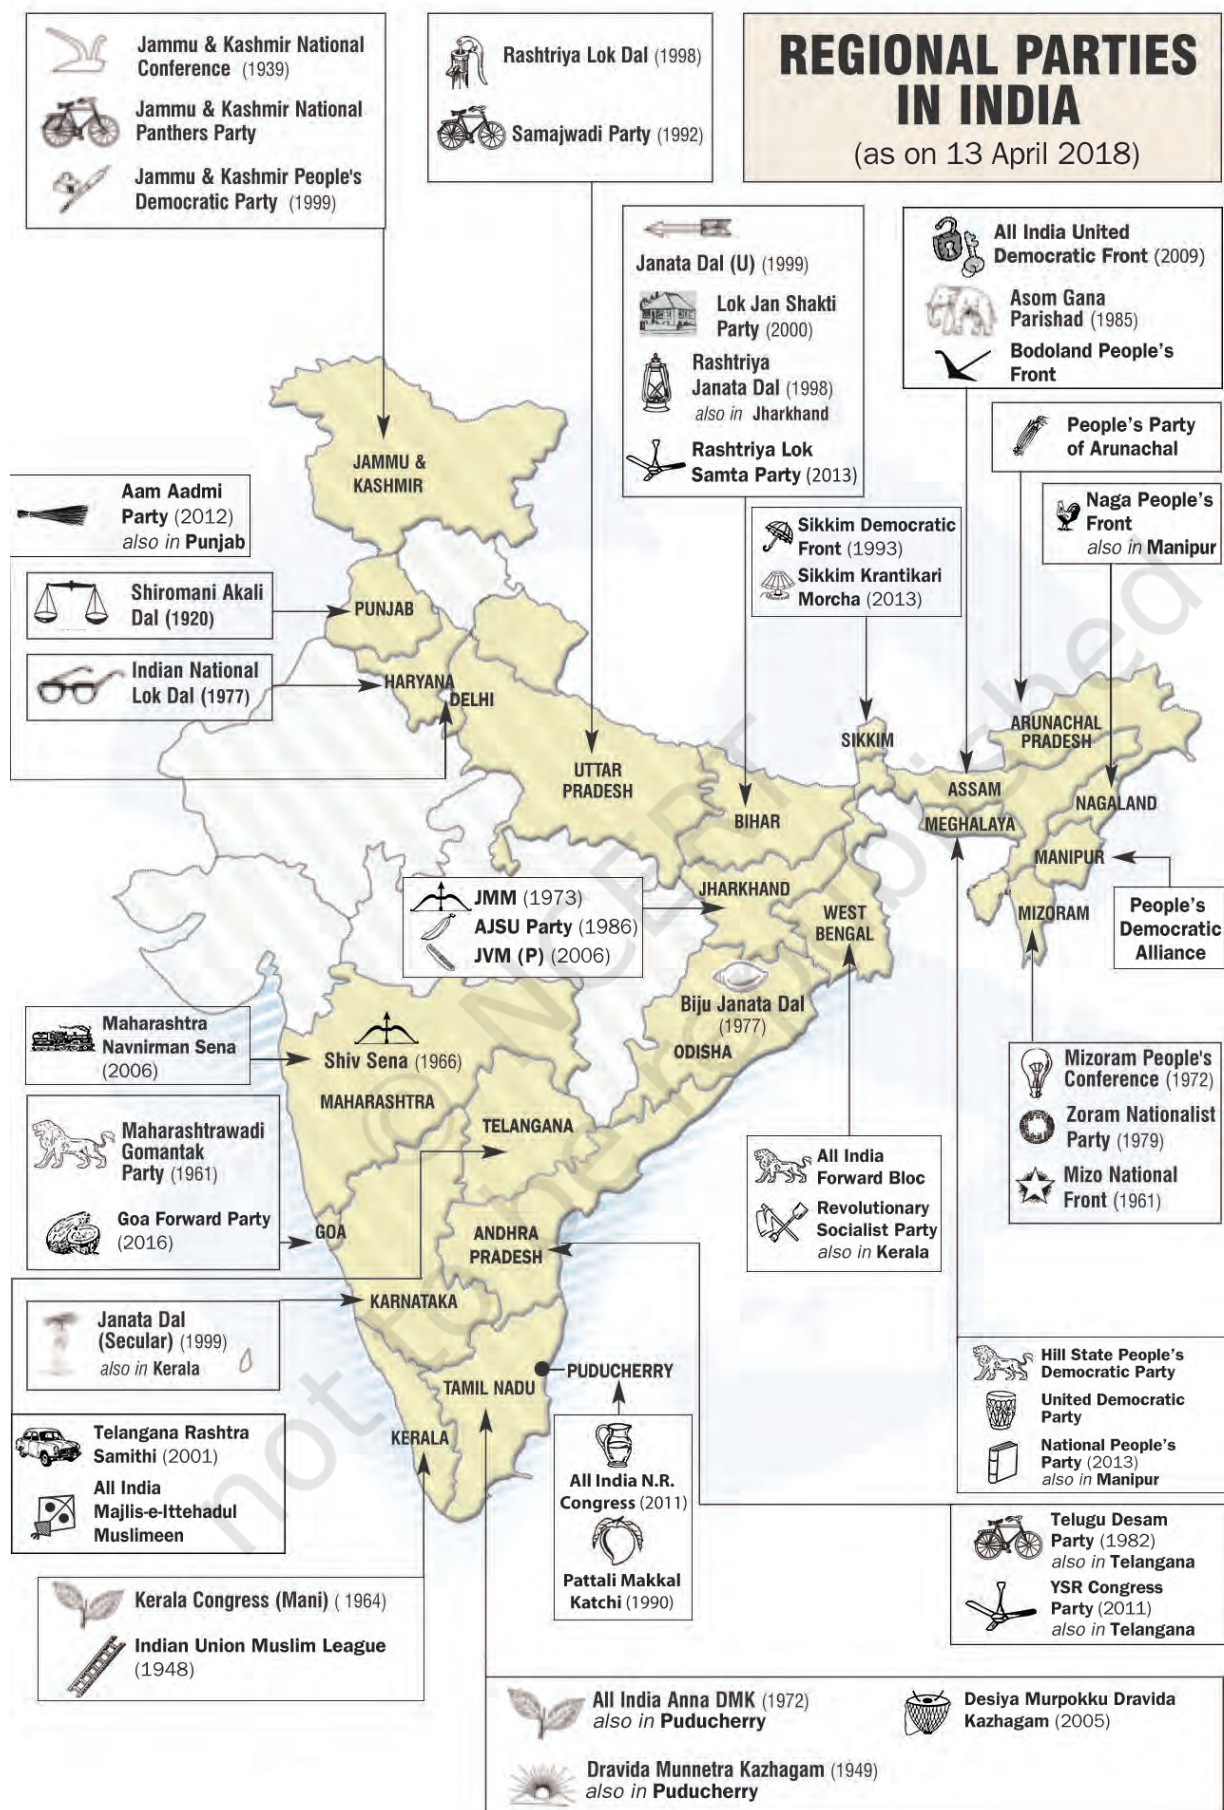 REGIONAL PARTIES
IN INDIA
(as on 13 April 2018)
Jammu & Kashmir National
Conference (1939)
Jammu & Kashmir National
Panthers Party
Jammu & Kashmir People's
Democratic Party (1999)
Rashtriya Lok Dal (1998)
Samajwadi Party (1992)
Janata Dal (U) (1999)
Lok Jan Shakti
Party (2000)
Rashtriya
Janata Dal (1998)
also in Jharkhand
Rashtriya Lok
Samta Party (2013)
All India United
Democratic Front (2009)
Asom Gana
Parishad (1985)
Bodoland People's
Front
People's Party
of Arunachal
Naga People's
Front
also in Manipur
Sikkim Democratic
Front (1993)
Sikkim Krantikari
Morcha (2013)
Aam Aadmi
Party (2012)
also in Punjab
Shiromani Akali
Dal (1920)
Indian National
Lok Dal (1977)
JAMMU &
KASHMIR
PUNJAB
HARYANA
DELHI
UTTAR
PRADESH
BIHAR
SIKKIM
ARUNACHAL
PRADESH
ASSAM
NAGALAND
MEGHALAYA
MANIPUR
MIZORAM
JHARKHAND
WEST
BENGAL
People's
Democratic
Alliance
JMM (1973)
AJSU Party (1986)
JVM (P) (2006)
Biju Janata Dal
(1977)
ODISHA
Maharashtra
Navnirman Sena
(2006)
Shiv Sena (1966)
MAHARASHTRA
TELANGANA
Mizoram People's
Conference (1972)
Zoram Nationalist
Party (1979)
Mizo National
Front (1961)
Maharashtrawadi
Gomantak
Party (1961)
Goa Forward Party
(2016)
GOA
ANDHRA
PRADESH
All India
Forward Bloc
Revolutionary
Socialist Party
also in Kerala
KARNATAKA
Janata Dal
(Secular) (1999)
also in Kerala
PUDUCHERRY
TAMIL NADU
KERALA
Hill State People's
Democratic Party
United Democratic
Party
National People's
Party (2013)
also in Manipur
Telangana Rashtra
Samithi (2001)
All India
Majlis-e-Ittehadul
Muslimeen
All India N.R.
Congress (2011)
Pattali Makkal
Katchi (1990)
Telugu Desam
Party (1982)
also in Telangana
YSR Congress
Party (2011)
also in Telangana
Kerala Congress (Mani) ( 1964)
Indian Union Muslim League
(1948)
All India Anna DMK (1972)
also in Puducherry
Desiya Murpokku Dravida
Kazhagam (2005)
Dravida Munnetra Kazhagam (1949)
also in Puducherry
© NCERT
not to be republished